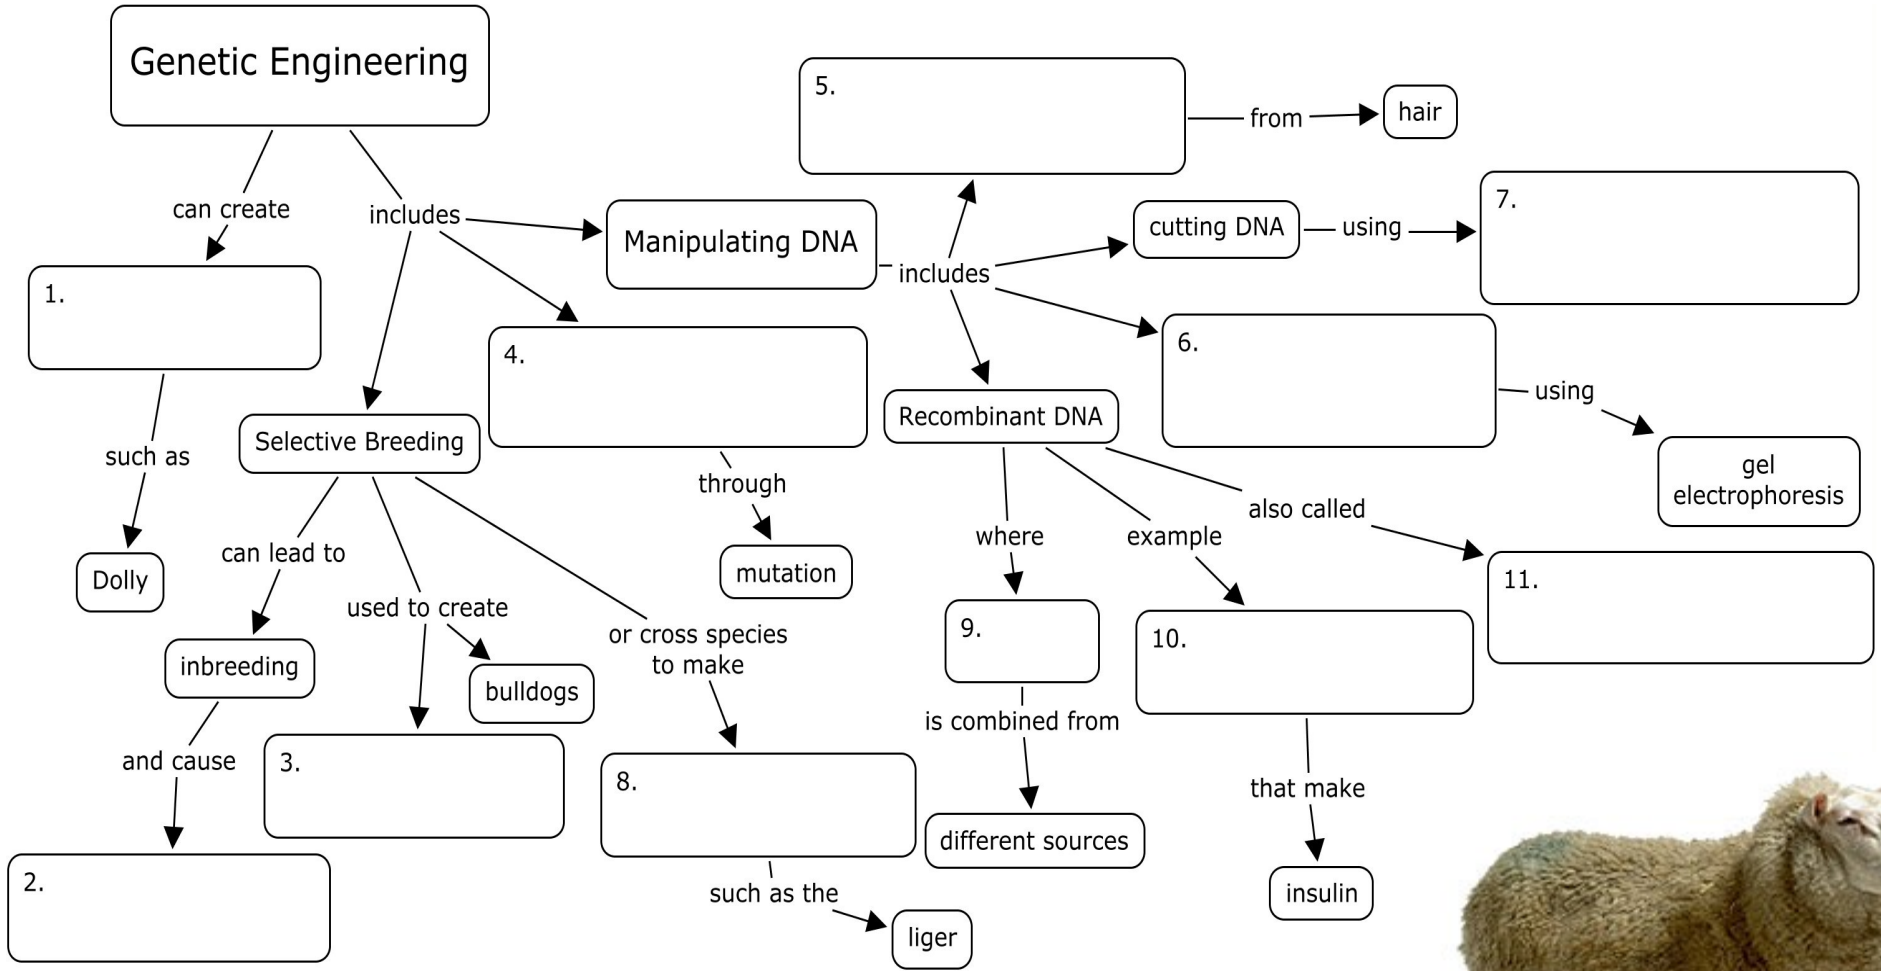 Genetic Engineering
can create
includes
1.
such as
Dolly
Selective Breeding
can lead to
inbreeding
and cause
2.
used to create
3.
bulldogs
or cross species
to make
8.
such as the
liger
4.
through
mutation
Manipulating DNA
includes
5.
from
hair
cutting DNA
using
7.
6.
using
gel
electrophoresis
Recombinant DNA
where
9.
is combined from
different sources
example
10.
that make
insulin
also called
11.